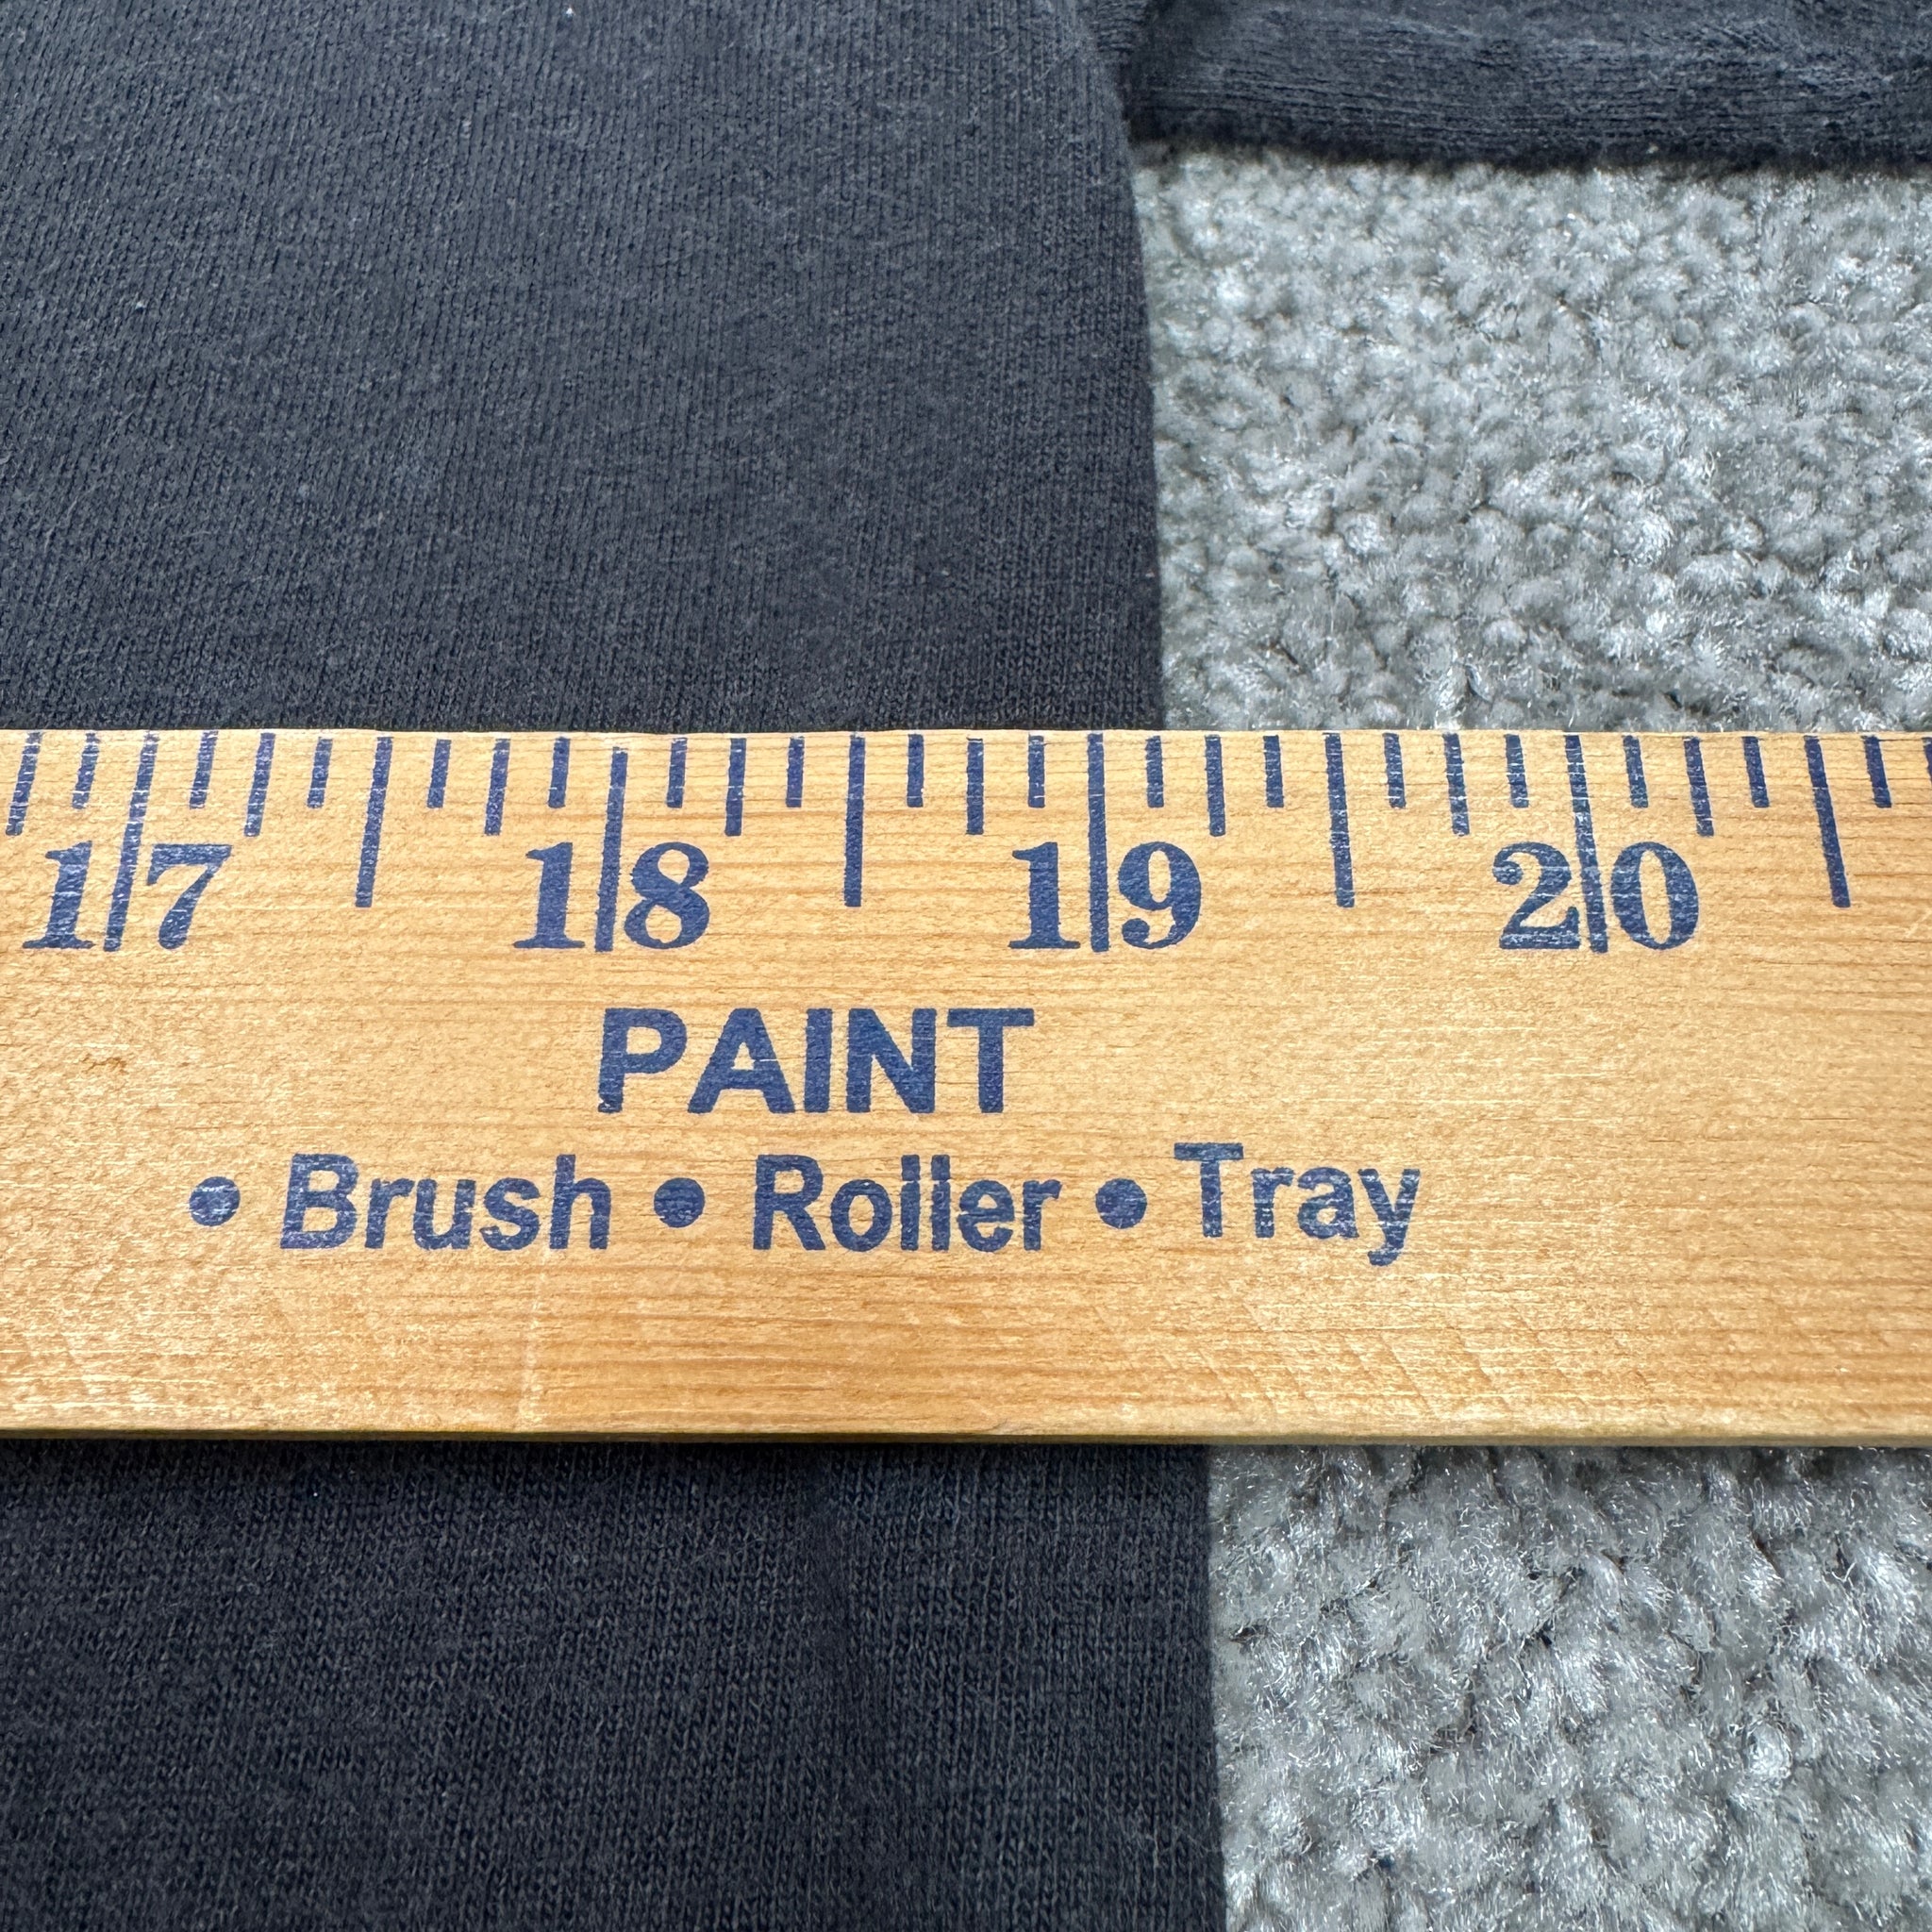 17 18 19 20
PAINT
• Brush • Roller • Tray